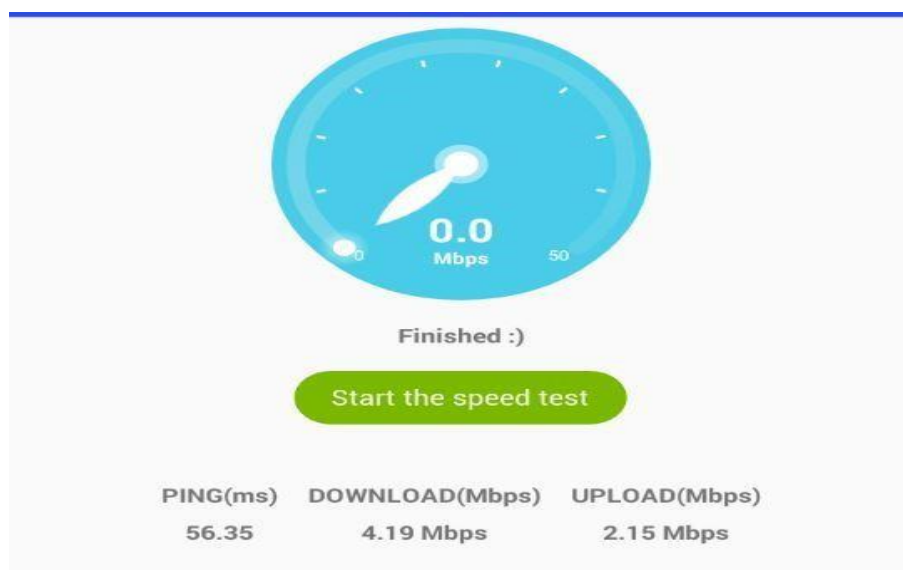 0.0
0 Mbps 50
Finished :)
Start the speed test
PING(ms) DOWNLOAD(Mbps) UPLOAD(Mbps)
56.35 4.19 Mbps 2.15 Mbps